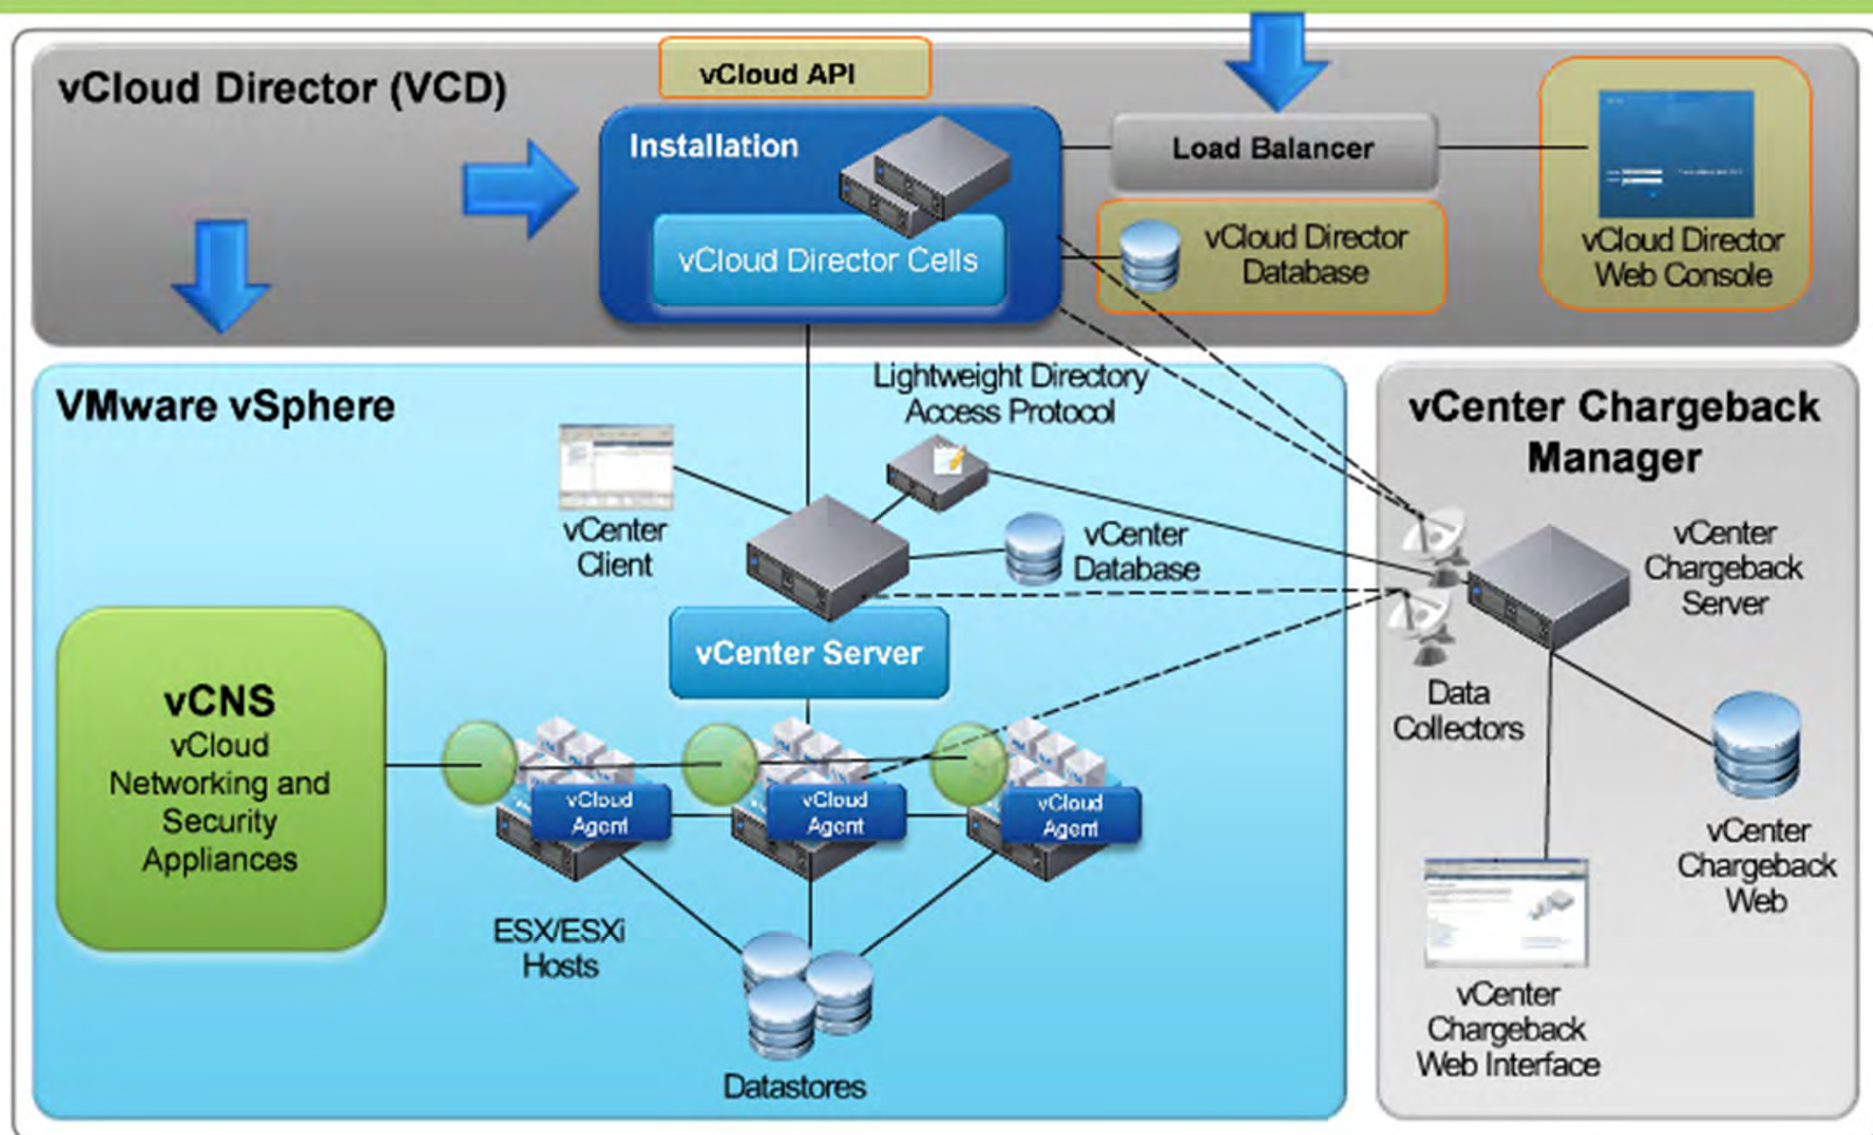 vCloud Director (VCD)
vCloud API
Installation
vCloud Director Cells
Load Balancer
vCloud Director
Database
vCloud Director
Web Console
VMware vSphere
Lightweight Directory
Access Protocol
vCenter
Client
vCenter
Database
vCenter Server
vCNS
vCloud
Networking and
Security
Appliances
vCloud
Agent
vCloud
Agent
vCloud
Agent
ESX/ESXi
Hosts
Datastores
vCenter Chargeback
Manager
vCenter
Chargeback
Server
Data
Collectors
vCenter
Chargeback
Web
vCenter
Chargeback
Web Interface